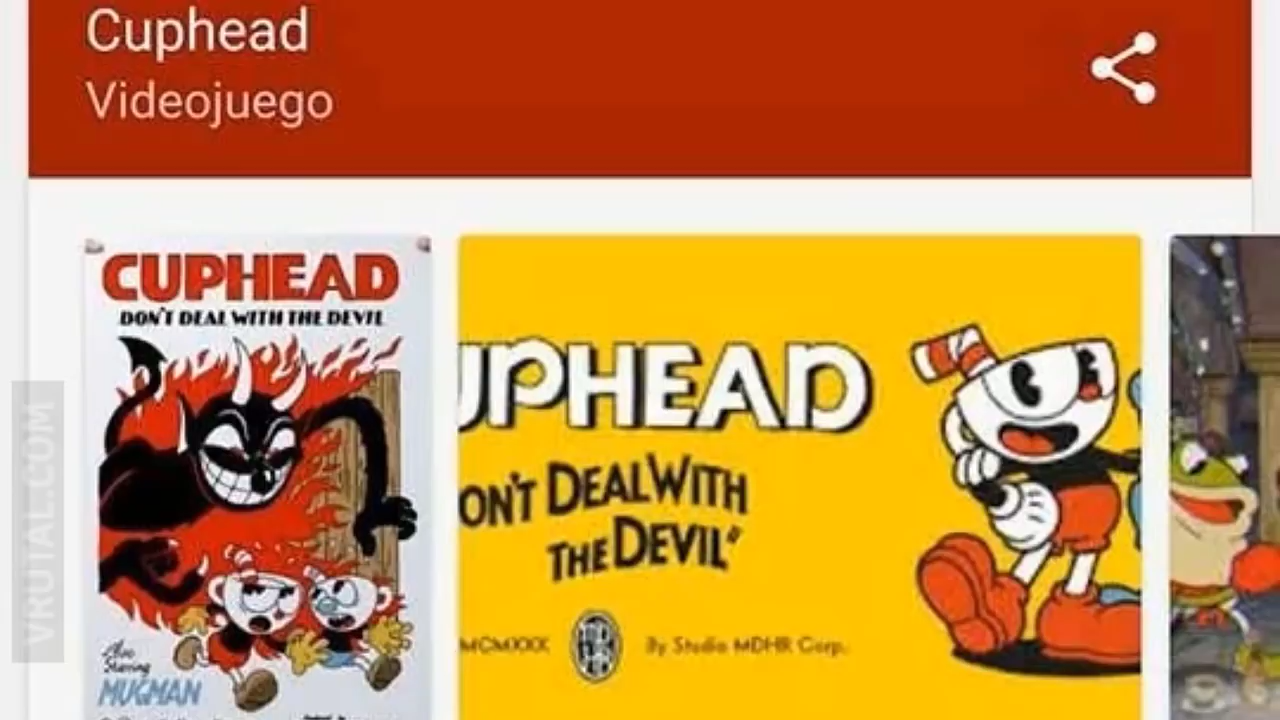 Cuphead
Videojuego
CUPHEAD
DON'T DEAL WITH THE DEVIL
Also
Starring
MUGMAN
UPHEAD
ON'T DEAL WITH
THE DEVIL"
MCMXXX
By Studio MDHR Corp.
VRUTAL.COM